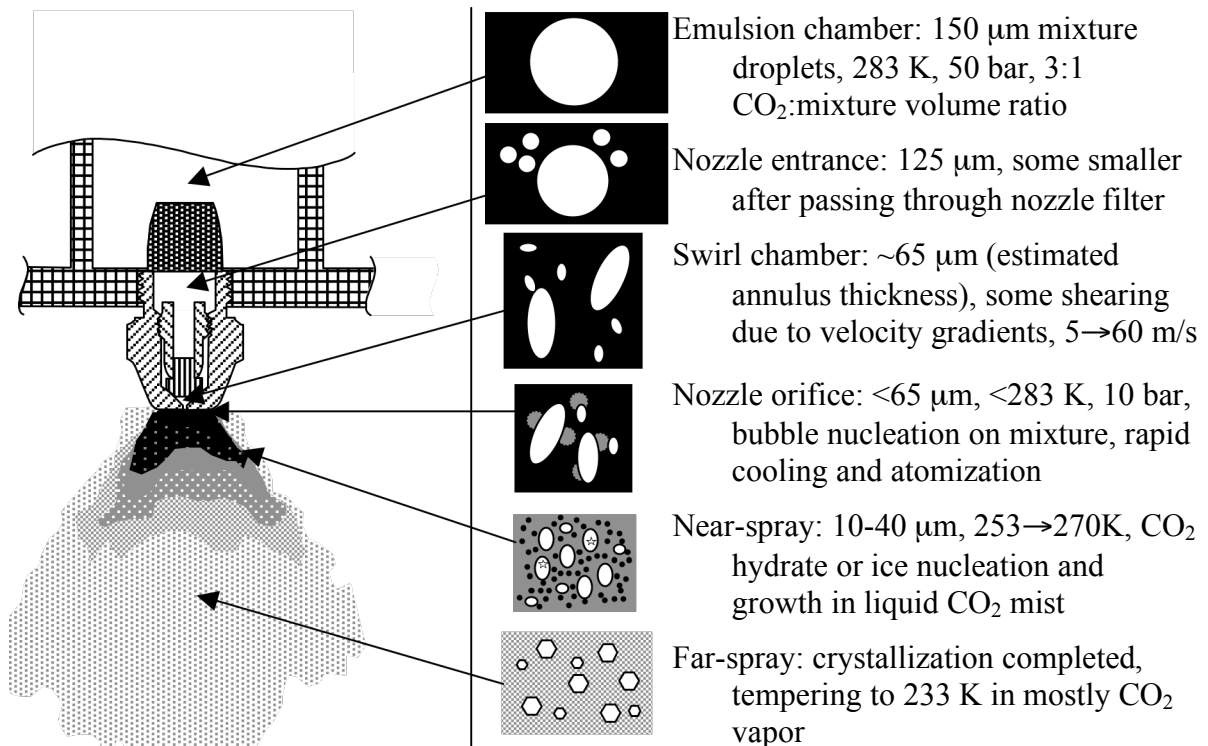 Emulsion chamber: 150 μm mixture
droplets, 283 K, 50 bar, 3:1
CO₂:mixture volume ratio
Nozzle entrance: 125 μm, some smaller
after passing through nozzle filter
Swirl chamber: ~65 μm (estimated
annulus thickness), some shearing
due to velocity gradients, 5→60 m/s
Nozzle orifice: <65 μm, <283 K, 10 bar,
bubble nucleation on mixture, rapid
cooling and atomization
Near-spray: 10-40 μm, 253→270K, CO₂
hydrate or ice nucleation and
growth in liquid CO₂ mist
Far-spray: crystallization completed,
tempering to 233 K in mostly CO₂
vapor